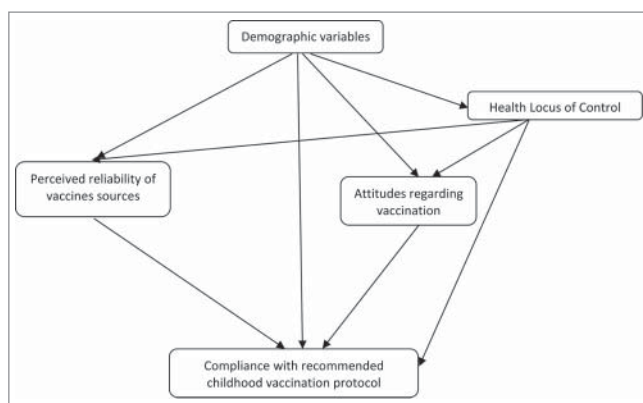 Demographic variables
Health Locus of Control
Perceived reliability of
vaccines sources
Attitudes regarding
vaccination
Compliance with recommended
childhood vaccination protocol